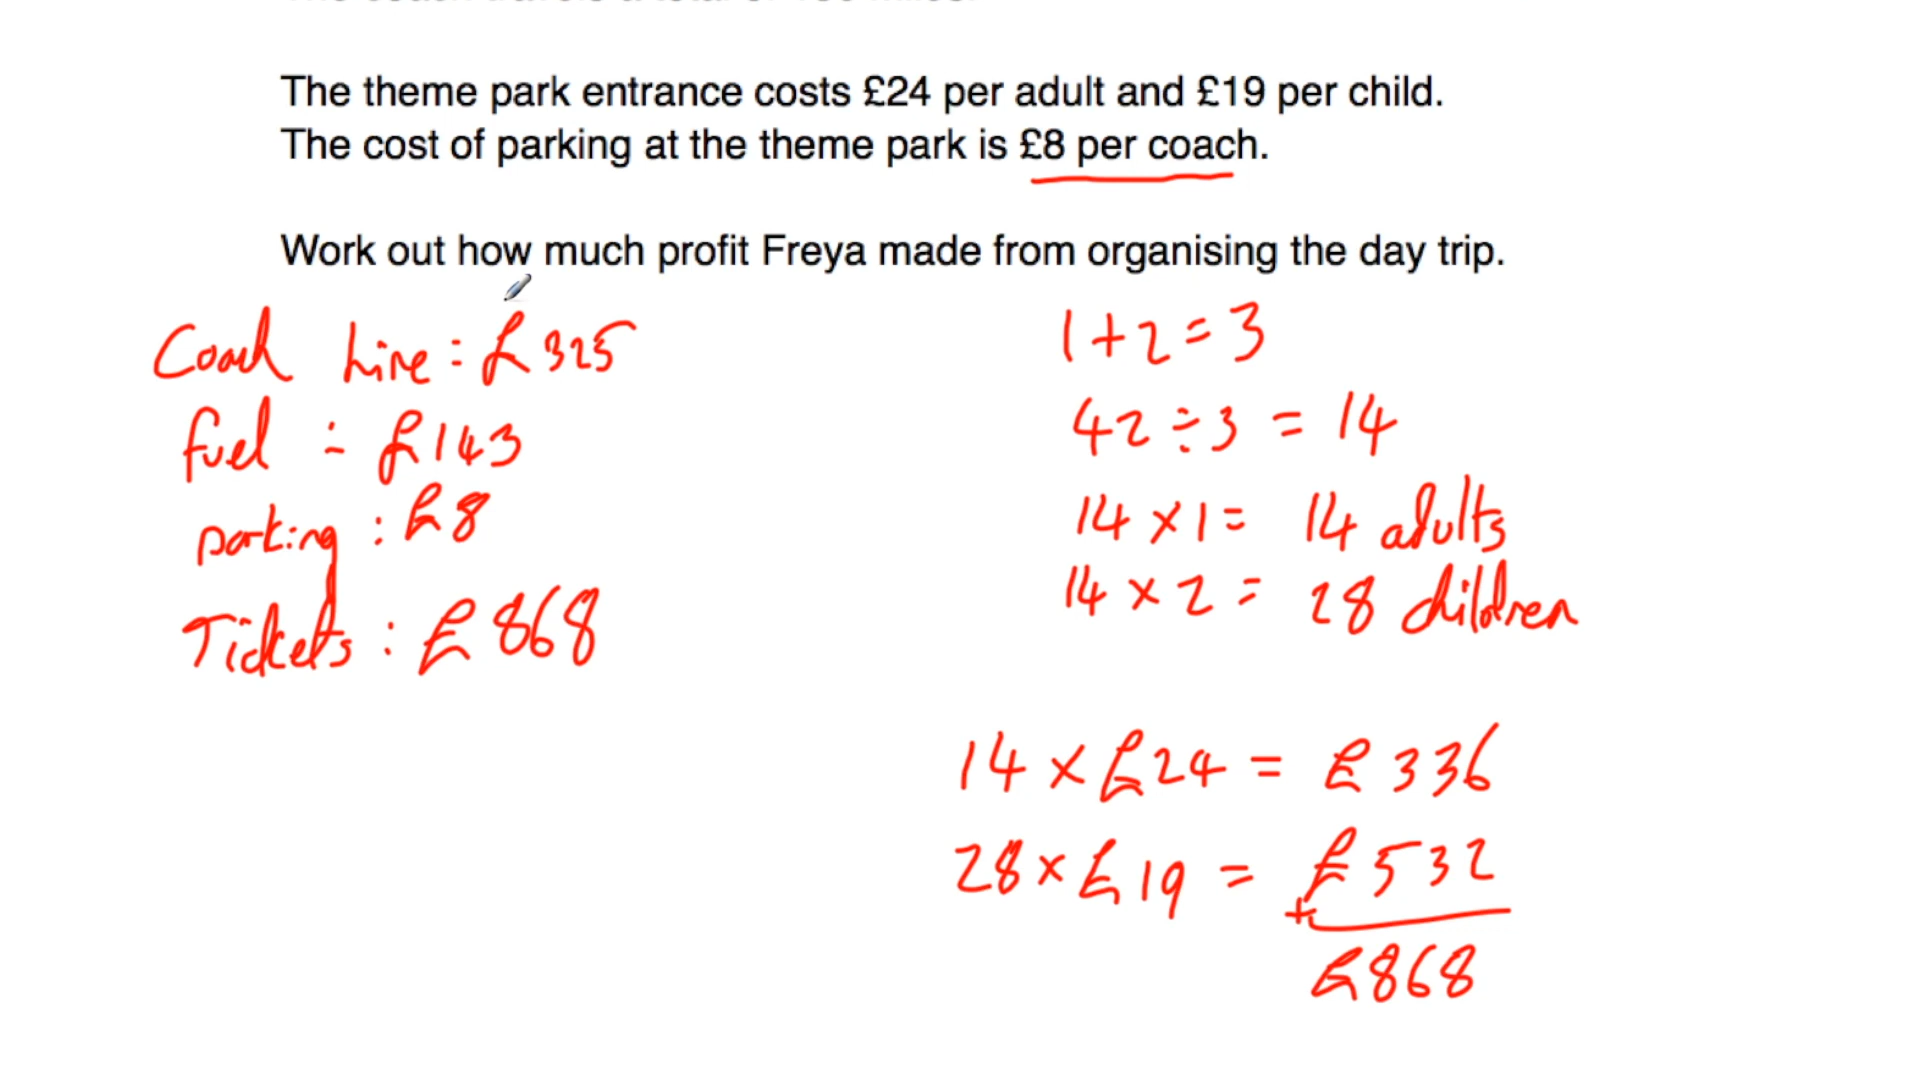 The theme park entrance costs £24 per adult and £19 per child.
The cost of parking at the theme park is £8 per coach.
Work out how much profit Freya made from organising the day trip.
Coach hire : £325
fuel : £143
parking : £8
Tickets : £868
1 + 2 = 3
42 ÷ 3 = 14
14 × 1 = 14 adults
14 × 2 = 28 children
14 × £24 = £336
28 × £19 = £532
+
£868